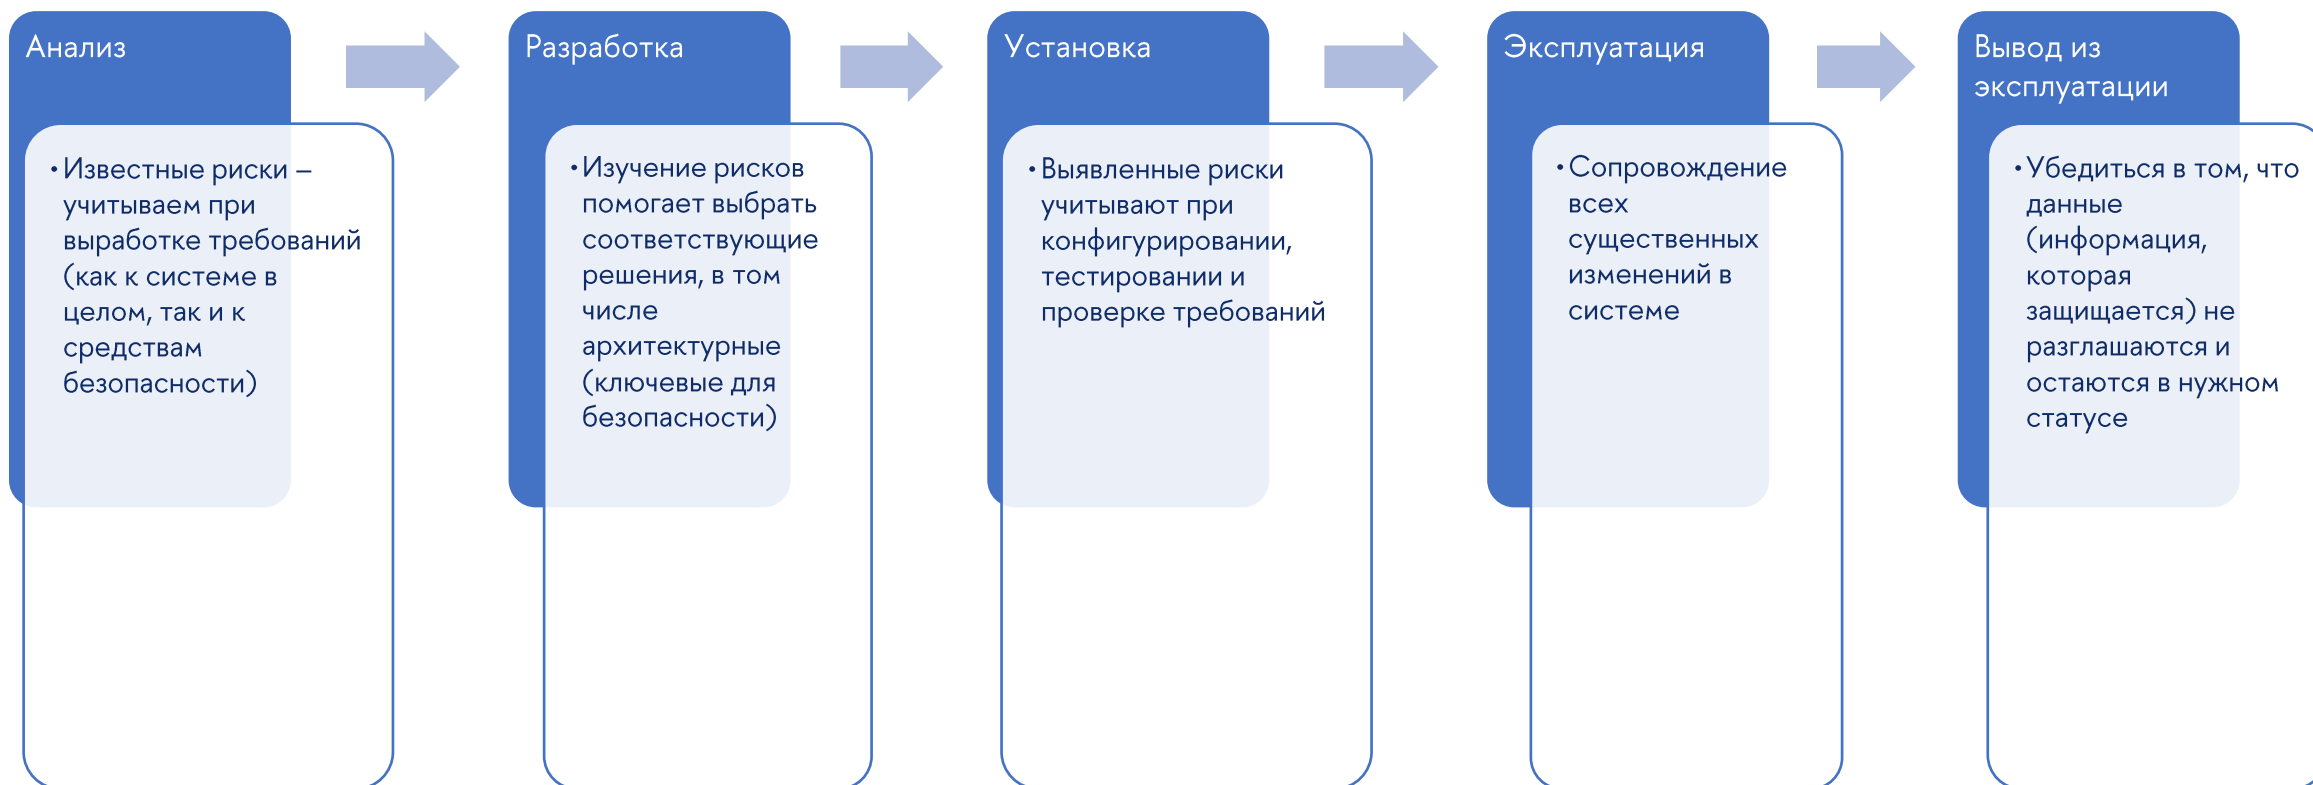 Анализ
• Известные риски –
учитываем при
выработке требований
(как к системе в
целом, так и к
средствам
безопасности)
Разработка
• Изучение рисков
помогает выбрать
соответствующие
решения, в том
числе
архитектурные
(ключевые для
безопасности)
Установка
• Выявленные риски
учитывают при
конфигурировании,
тестировании и
проверке требований
Эксплуатация
• Сопровождение
всех
существенных
изменений в
системе
Вывод из
эксплуатации
• Убедиться в том, что
данные
(информация,
которая
защищается) не
разглашаются и
остаются в нужном
статусе